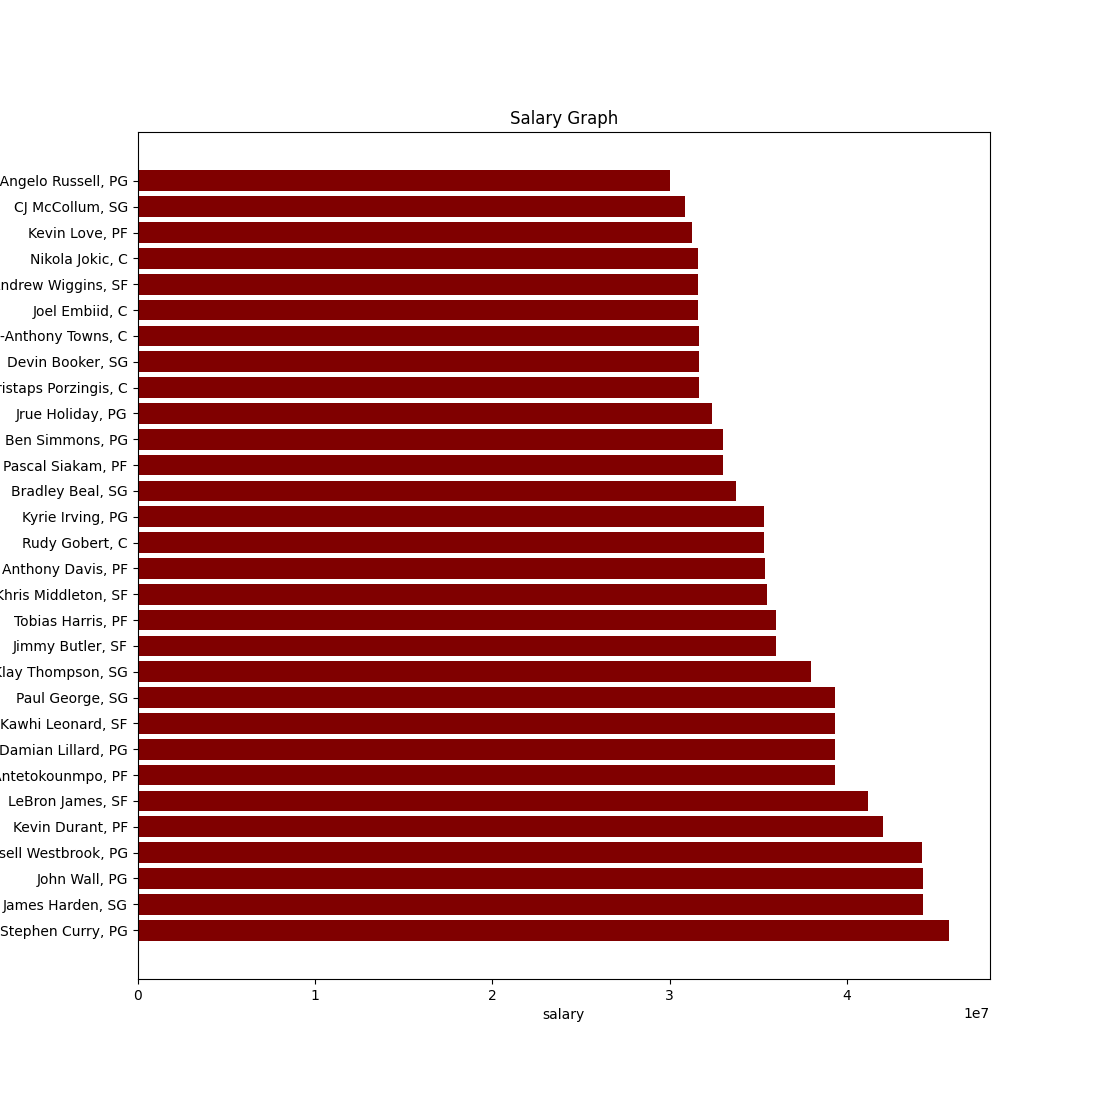 Salary Graph
Angelo Russell, PG
CJ McCollum, SG
Kevin Love, PF
Nikola Jokic, C
ndrew Wiggins, SF
Joel Embiid, C
-Anthony Towns, C
Devin Booker, SG
ristaps Porzingis, C
Jrue Holiday, PG
Ben Simmons, PG
Pascal Siakam, PF
Bradley Beal, SG
Kyrie Irving, PG
Rudy Gobert, C
Anthony Davis, PF
Khris Middleton, SF
Tobias Harris, PF
Jimmy Butler, SF
Klay Thompson, SG
Paul George, SG
Kawhi Leonard, SF
Damian Lillard, PG
Antetokounmpo, PF
LeBron James, SF
Kevin Durant, PF
sell Westbrook, PG
John Wall, PG
James Harden, SG
Stephen Curry, PG
0 1 2 3 4
salary
1e7